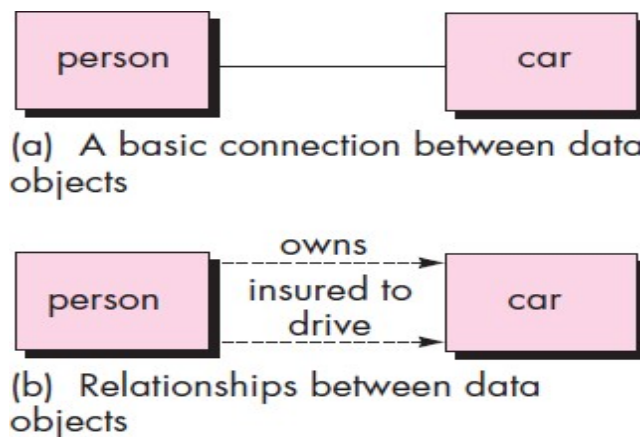 person
car
(a) A basic connection between data
objects
owns
person
insured to
drive
car
(b) Relationships between data
objects